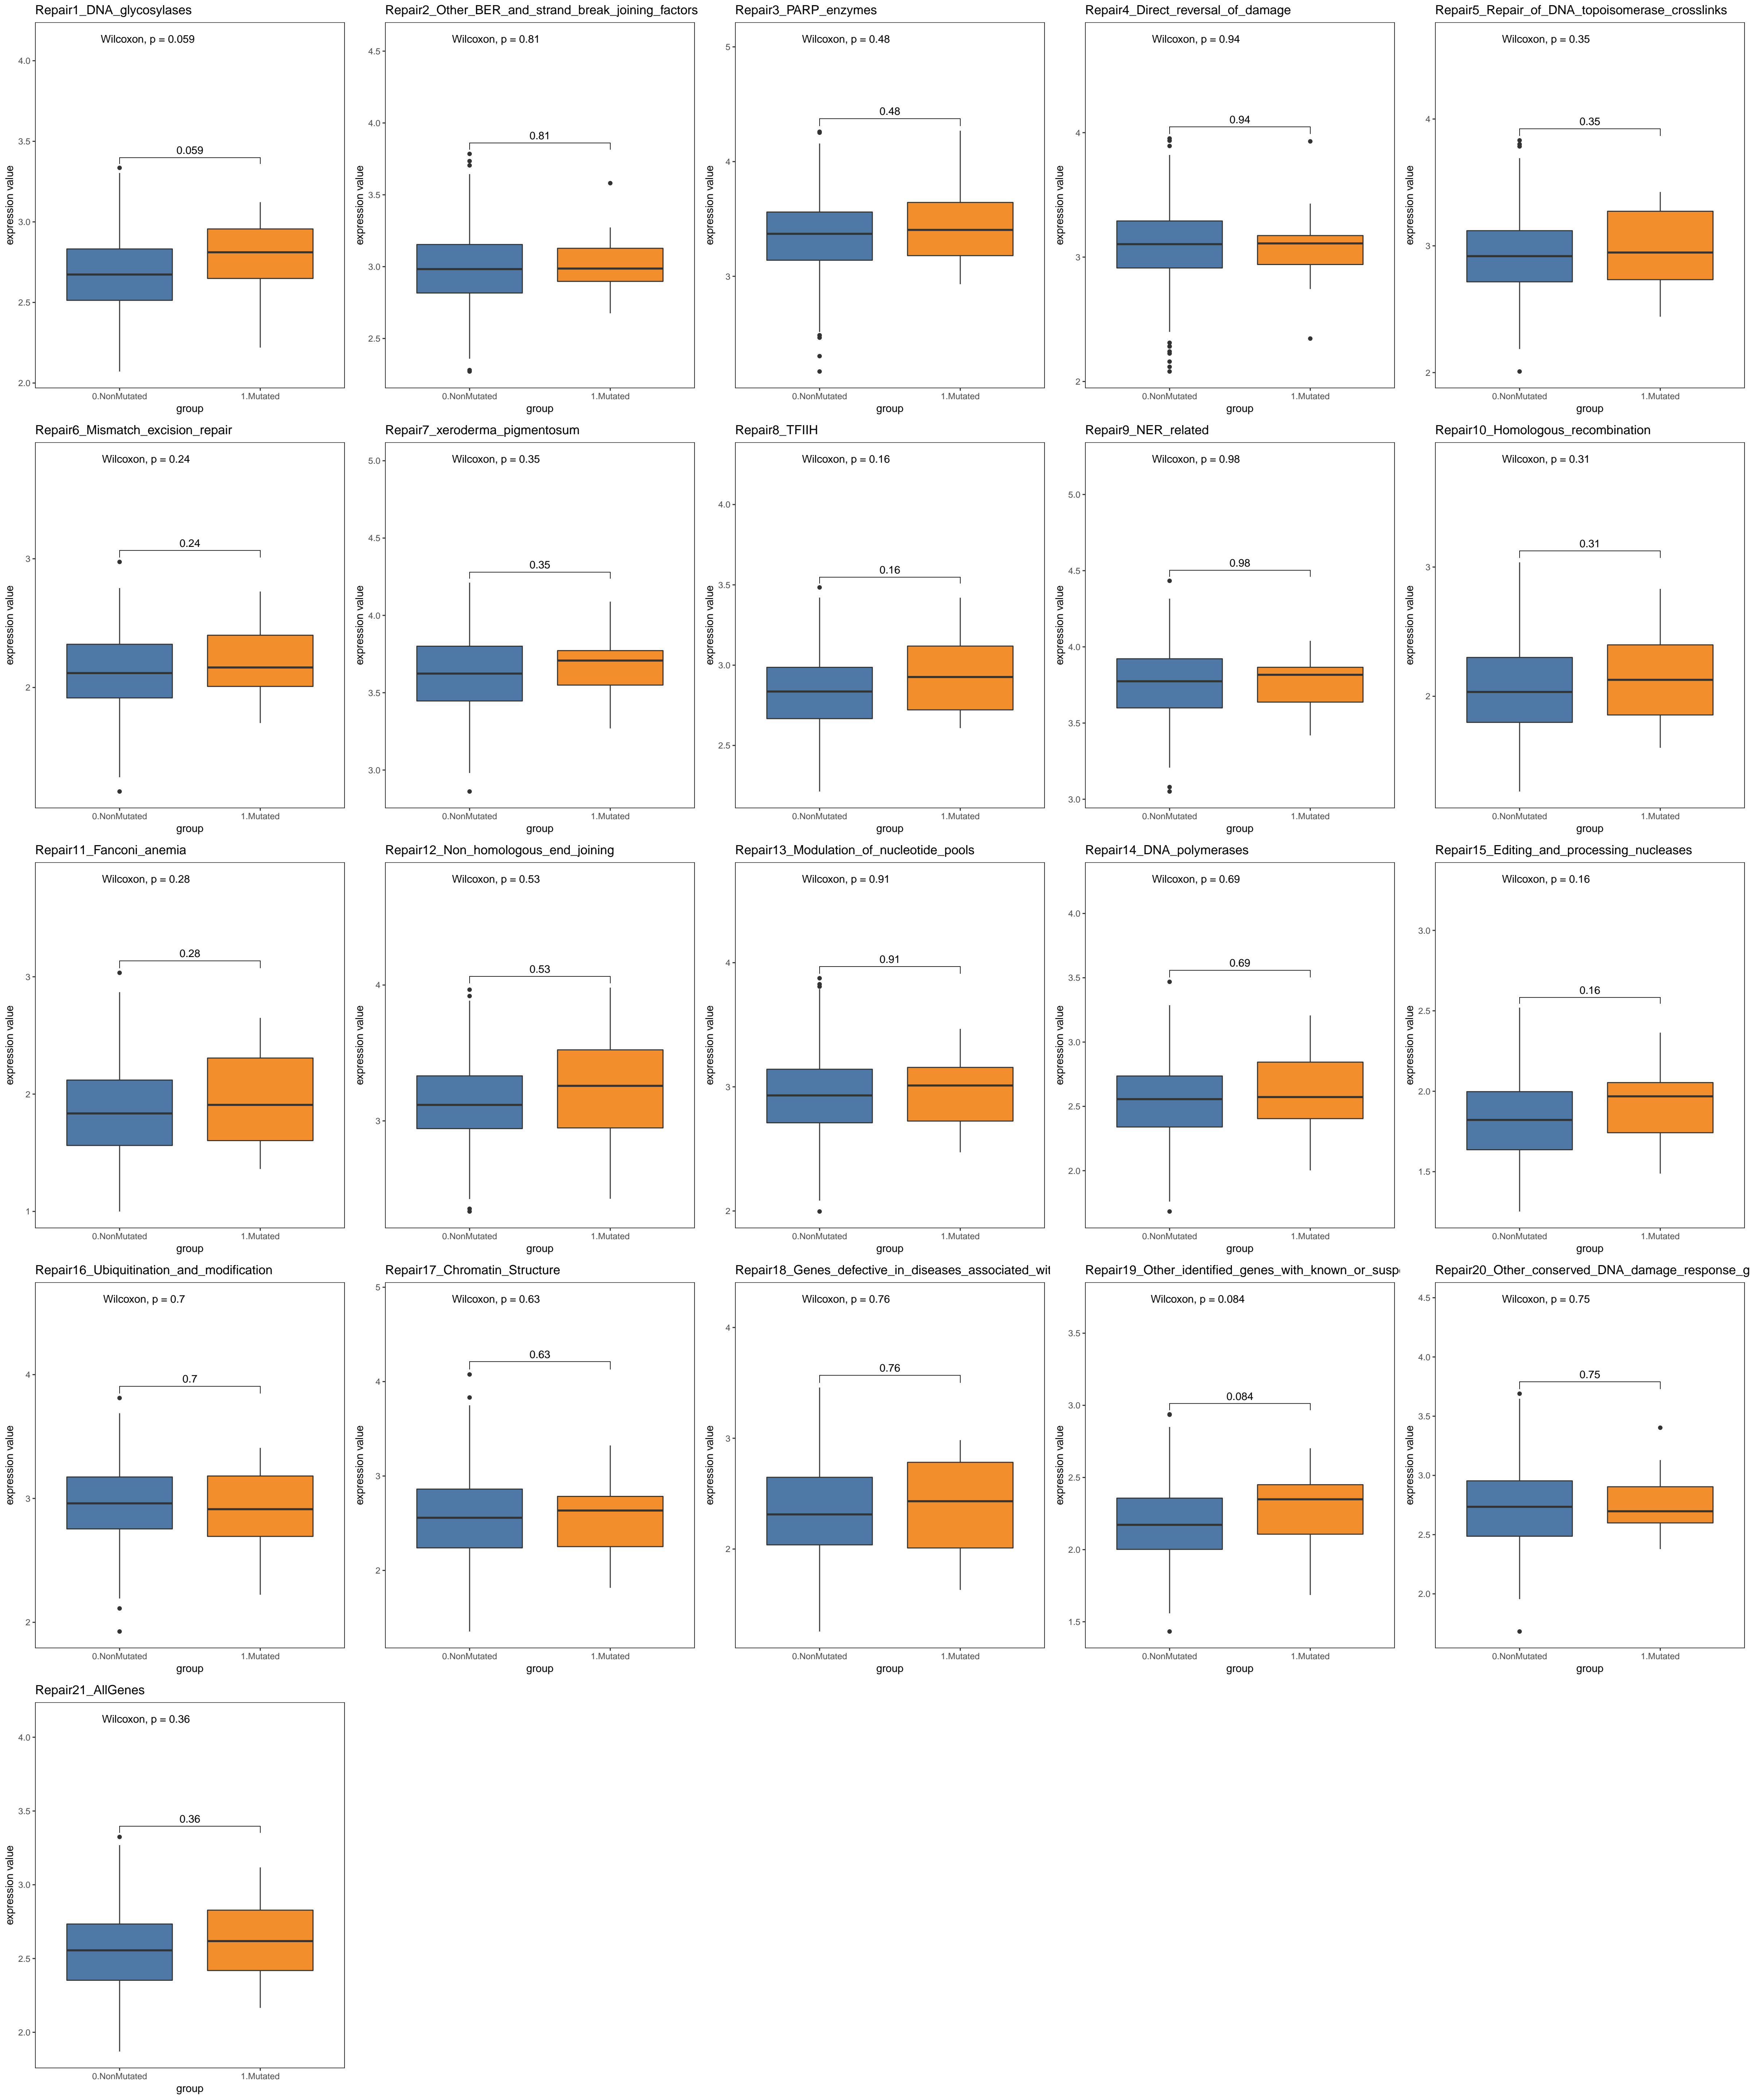 Repair1_DNA_glycosylases
Wilcoxon, p = 0.059
0.059
4.0
3.5
3.0
2.5
2.0
expression value
0.NonMutated 1.Mutated
group
Repair2_Other_BER_and_strand_break_joining_factors
Wilcoxon, p = 0.81
0.81
4.5
4.0
3.5
3.0
2.5
expression value
0.NonMutated 1.Mutated
group
Repair3_PARP_enzymes
Wilcoxon, p = 0.48
0.48
5
4
3
expression value
0.NonMutated 1.Mutated
group
Repair4_Direct_reversal_of_damage
Wilcoxon, p = 0.94
0.94
4
3
2
expression value
0.NonMutated 1.Mutated
group
Repair5_Repair_of_DNA_topoisomerase_crosslinks
Wilcoxon, p = 0.35
0.35
4
3
2
expression value
0.NonMutated 1.Mutated
group
Repair6_Mismatch_excision_repair
Wilcoxon, p = 0.24
0.24
3
2
expression value
0.NonMutated 1.Mutated
group
Repair7_xeroderma_pigmentosum
Wilcoxon, p = 0.35
0.35
5.0
4.5
4.0
3.5
3.0
expression value
0.NonMutated 1.Mutated
group
Repair8_TFIIH
Wilcoxon, p = 0.16
0.16
4.0
3.5
3.0
2.5
expression value
0.NonMutated 1.Mutated
group
Repair9_NER_related
Wilcoxon, p = 0.98
0.98
5.0
4.5
4.0
3.5
3.0
expression value
0.NonMutated 1.Mutated
group
Repair10_Homologous_recombination
Wilcoxon, p = 0.31
0.31
3
2
expression value
0.NonMutated 1.Mutated
group
Repair11_Fanconi_anemia
Wilcoxon, p = 0.28
0.28
3
2
1
expression value
0.NonMutated 1.Mutated
group
Repair12_Non_homologous_end_joining
Wilcoxon, p = 0.53
0.53
4
3
expression value
0.NonMutated 1.Mutated
group
Repair13_Modulation_of_nucleotide_pools
Wilcoxon, p = 0.91
0.91
4
3
2
expression value
0.NonMutated 1.Mutated
group
Repair14_DNA_polymerases
Wilcoxon, p = 0.69
0.69
4.0
3.5
3.0
2.5
2.0
expression value
0.NonMutated 1.Mutated
group
Repair15_Editing_and_processing_nucleases
Wilcoxon, p = 0.16
0.16
3.0
2.5
2.0
1.5
expression value
0.NonMutated 1.Mutated
group
Repair16_Ubiquitination_and_modification
Wilcoxon, p = 0.7
0.7
4
3
2
expression value
0.NonMutated 1.Mutated
group
Repair17_Chromatin_Structure
Wilcoxon, p = 0.63
0.63
5
4
3
2
expression value
0.NonMutated 1.Mutated
group
Repair18_Genes_defective_in_diseases_associated_wit
Wilcoxon, p = 0.76
0.76
4
3
2
expression value
0.NonMutated 1.Mutated
group
Repair19_Other_identified_genes_with_known_or_susp
Wilcoxon, p = 0.084
0.084
3.5
3.0
2.5
2.0
1.5
expression value
0.NonMutated 1.Mutated
group
Repair20_Other_conserved_DNA_damage_response_g
Wilcoxon, p = 0.75
0.75
4.5
4.0
3.5
3.0
2.5
2.0
expression value
0.NonMutated 1.Mutated
group
Repair21_AllGenes
Wilcoxon, p = 0.36
0.36
4.0
3.5
3.0
2.5
2.0
expression value
0.NonMutated 1.Mutated
group